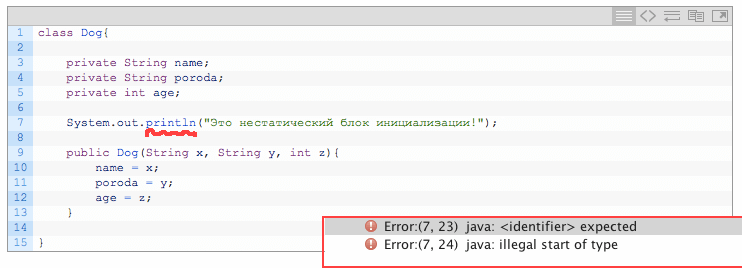 1 class Dog{
2
3 private String name;
4 private String poroda;
5 private int age;
6
7 System.out.println("Это нестатический блок инициализации!");
8
9 public Dog(String x, String y, int z){
10 name = x;
11 poroda = y;
12 age = z;
13 }
14
15 }
Error:(7, 23) java: <identifier> expected
Error:(7, 24) java: illegal start of type